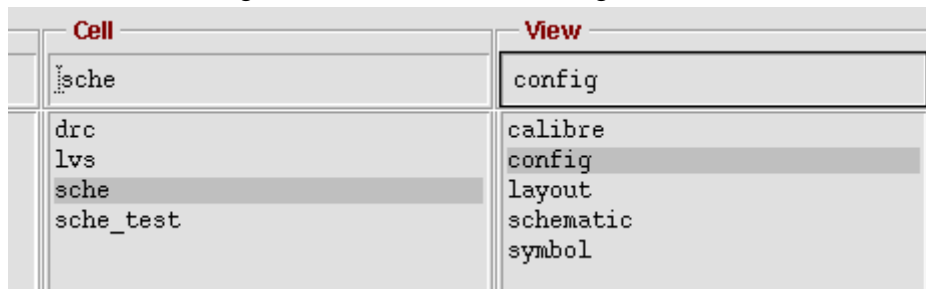 Cell
View
sche
config
drc
lvs
sche
sche_test
calibre
config
layout
schematic
symbol